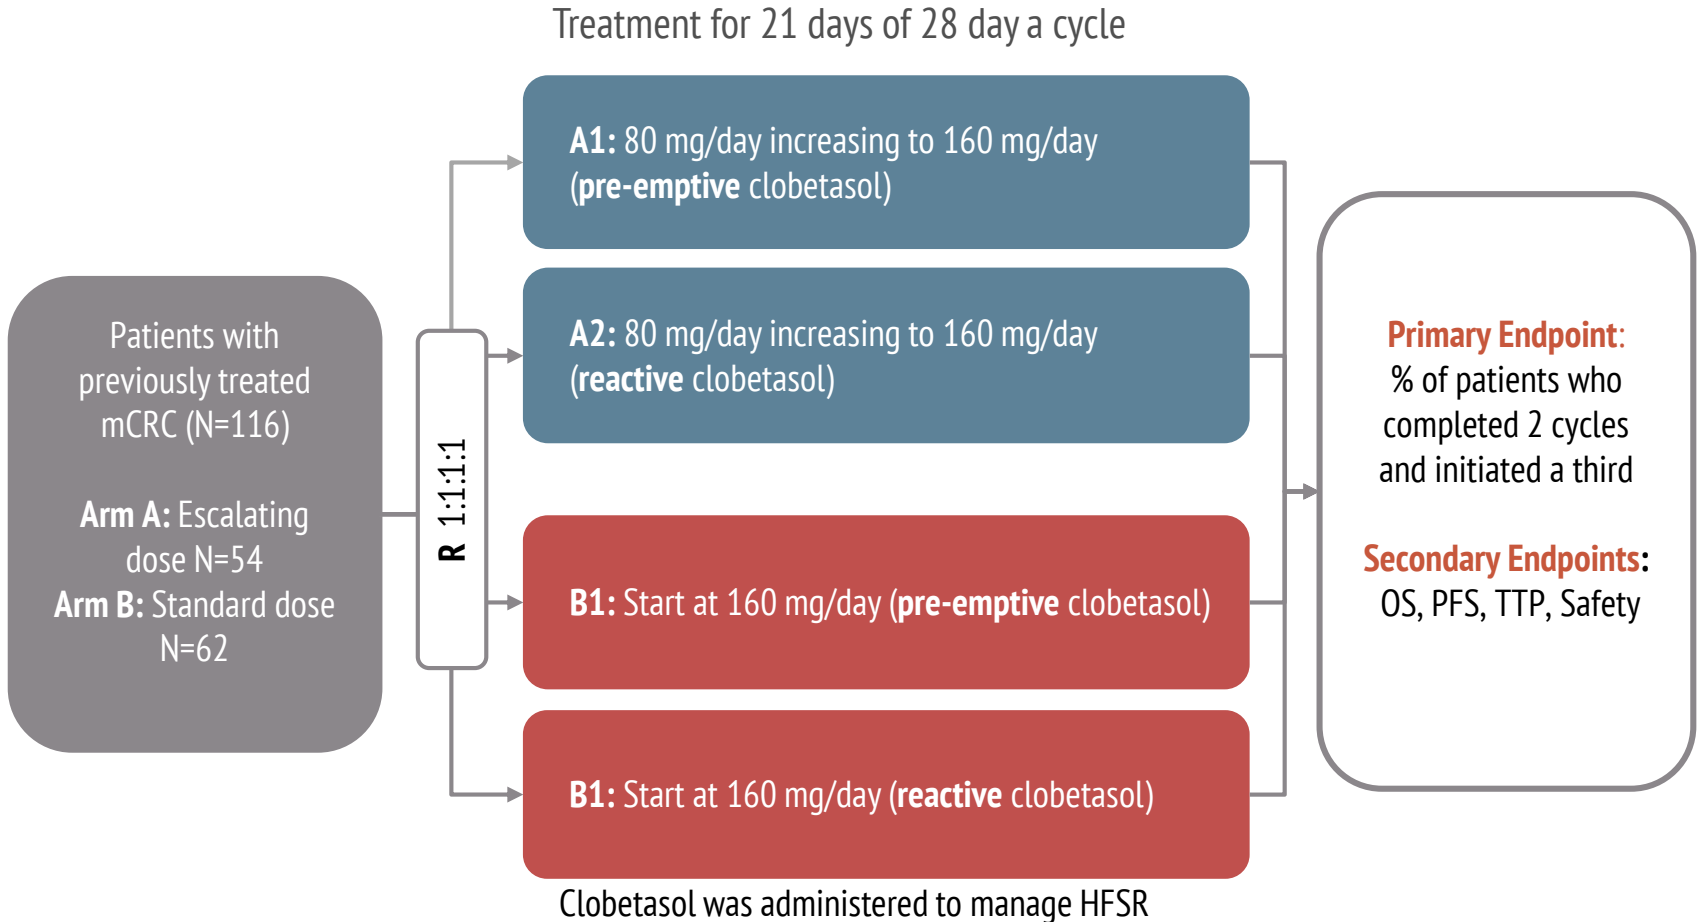 Treatment for 21 days of 28 day a cycle
Patients with
previously treated
mCRC (N=116)
Arm A: Escalating
dose N=54
Arm B: Standard dose
N=62
R 1:1:1:1
A1: 80 mg/day increasing to 160 mg/day
(pre-emptive clobetasol)
A2: 80 mg/day increasing to 160 mg/day
(reactive clobetasol)
B1: Start at 160 mg/day (pre-emptive clobetasol)
B1: Start at 160 mg/day (reactive clobetasol)
Primary Endpoint:
% of patients who
completed 2 cycles
and initiated a third
Secondary Endpoints:
OS, PFS, TTP, Safety
Clobetasol was administered to manage HFSR